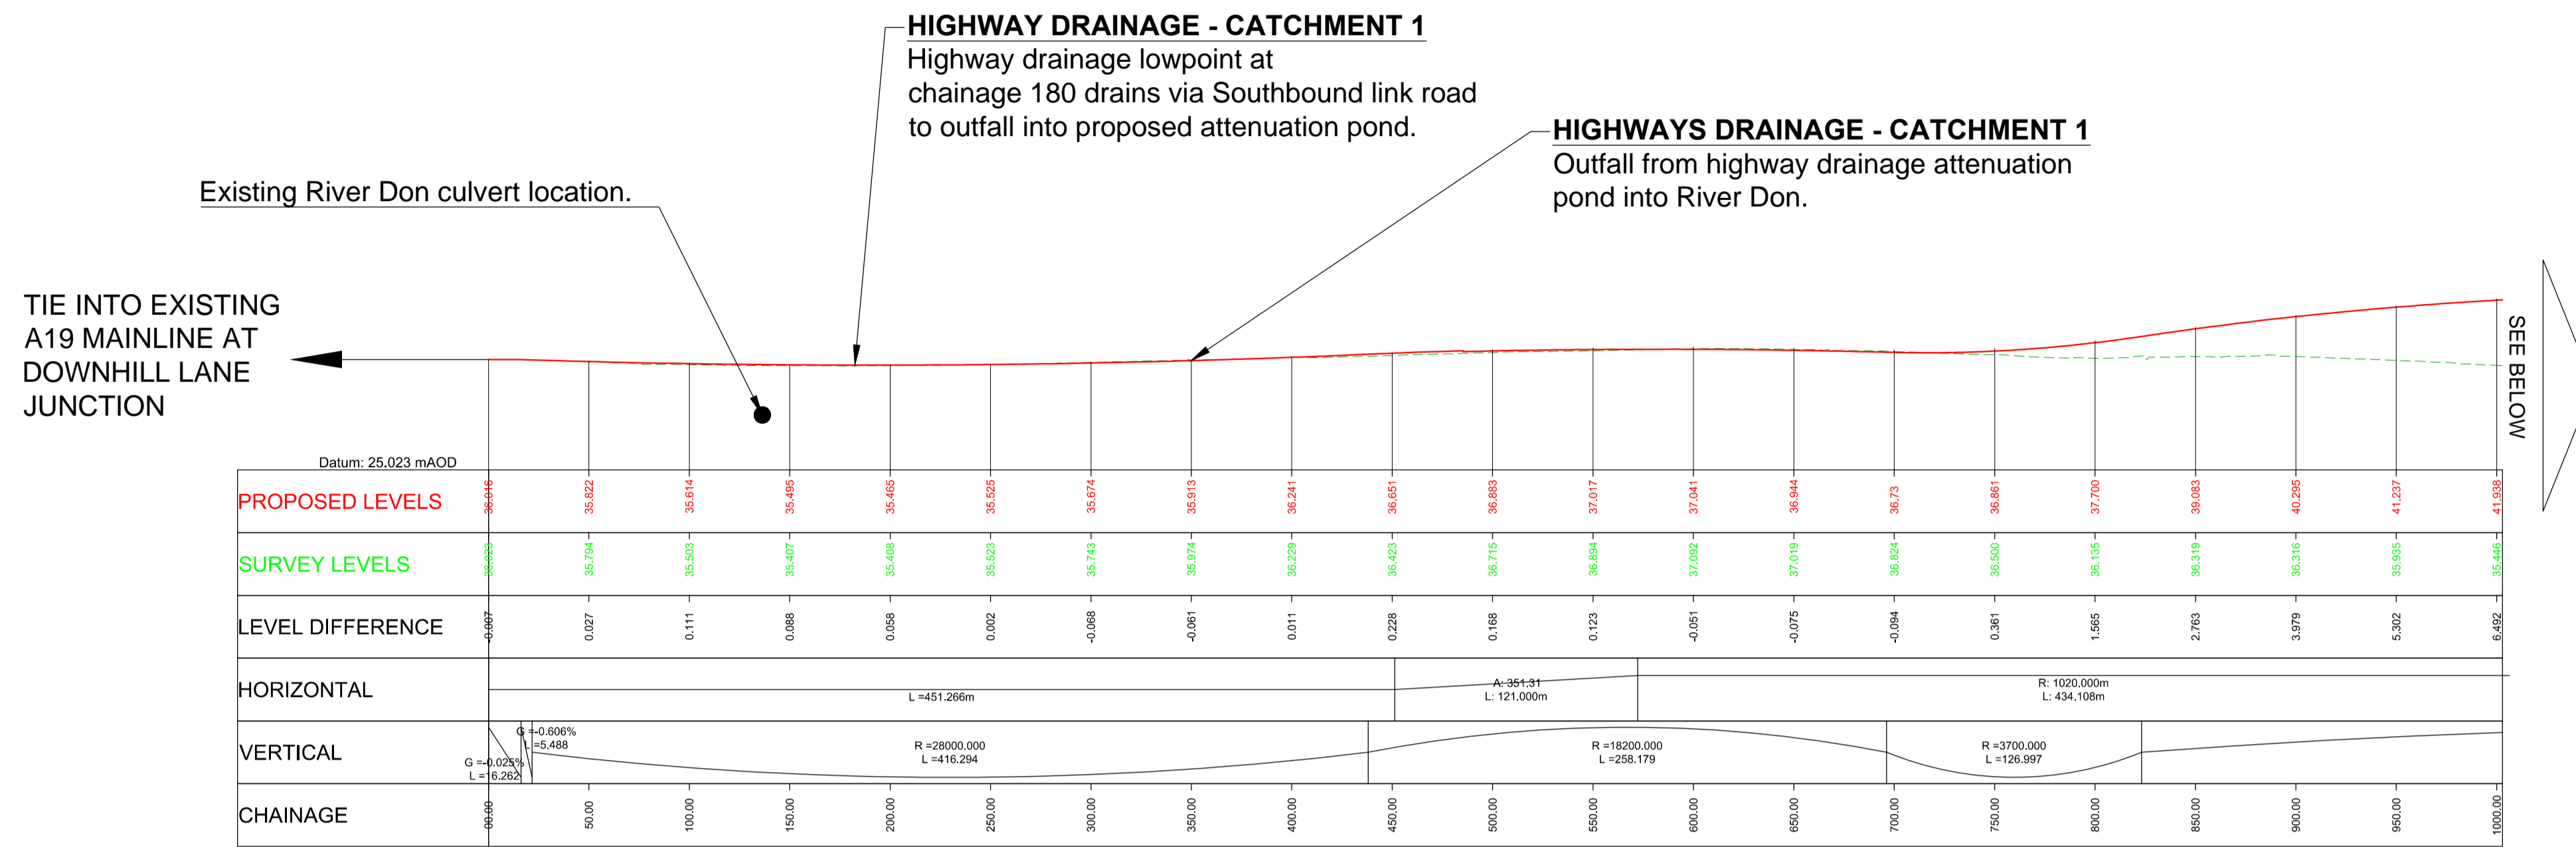 HIGHWAY DRAINAGE - CATCHMENT 1
Highway drainage lowpoint at
chainage 180 drains via Southbound link road
to outfall into proposed attenuation pond.
HIGHWAYS DRAINAGE - CATCHMENT 1
Outfall from highway drainage attenuation
pond into River Don.
Existing River Don culvert location.
TIE INTO EXISTING
A19 MAINLINE AT
DOWNHILL LANE
JUNCTION
SEE BELOW
Datum: 25.023 mAOD
PROPOSED LEVELS 36.016 35.822 35.614 35.495 35.465 35.525 35.674 35.913 36.241 36.651 36.883 37.017 37.041 36.944 36.73 36.861 37.700 39.083 40.295 41.237 41.938
SURVEY LEVELS 36.023 35.794 35.503 35.407 35.408 35.523 35.743 35.974 36.229 36.423 36.715 36.894 37.092 37.019 36.824 36.500 36.135 36.319 36.316 35.935 35.446
LEVEL DIFFERENCE -0.007 0.027 0.111 0.088 0.058 0.002 -0.068 -0.061 0.011 0.228 0.168 0.123 -0.051 -0.075 -0.094 0.361 1.565 2.763 3.979 5.302 6.492
HORIZONTAL
L =451.266m
A: 351.31
L: 121.000m
R: 1020.000m
L: 434.108m
VERTICAL
G =-0.025%
L =16.262
G =-0.606%
L =5.488
R =28000.000
L =416.294
R =18200.000
L =258.179
R =3700.000
L =126.997
CHAINAGE 00.00 50.00 100.00 150.00 200.00 250.00 300.00 350.00 400.00 450.00 500.00 550.00 600.00 650.00 700.00 750.00 800.00 850.00 900.00 950.00 1000.00